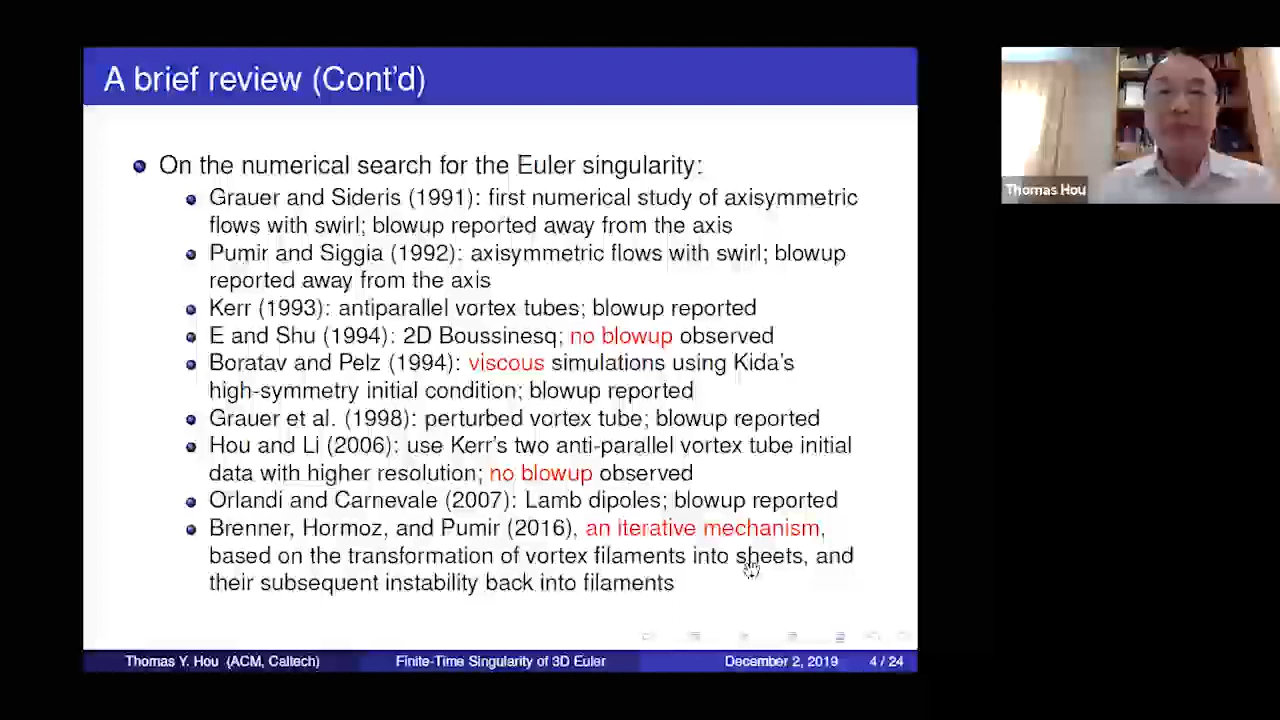 A brief review (Cont'd)
On the numerical search for the Euler singularity:
Grauer and Sideris (1991): first numerical study of axisymmetric
flows with swirl; blowup reported away from the axis
Pumir and Siggia (1992): axisymmetric flows with swirl; blowup
reported away from the axis
Kerr (1993): antiparallel vortex tubes; blowup reported
E and Shu (1994): 2D Boussinesq; no blowup observed
Boratav and Pelz (1994): viscous simulations using Kida's
high-symmetry initial condition; blowup reported
Grauer et al. (1998): perturbed vortex tube; blowup reported
Hou and Li (2006): use Kerr's two anti-parallel vortex tube initial
data with higher resolution; no blowup observed
Orlandi and Carnevale (2007): Lamb dipoles; blowup reported
Brenner, Hormoz, and Pumir (2016), an iterative mechanism,
based on the transformation of vortex filaments into sheets, and
their subsequent instability back into filaments
Thomas Y. Hou (ACM, Caltech) Finite-Time Singularity of 3D Euler December 2, 2019 4 / 24
Thomas Hou